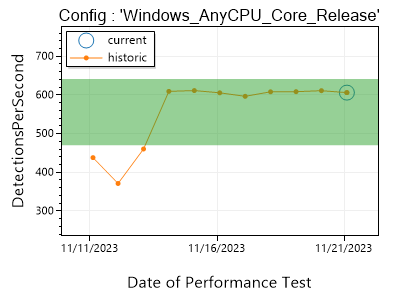 Config : 'Windows_AnyCPU_Core_Release'
current
historic
700
600
500
400
300
DetectionsPerSecond
11/11/2023
11/16/2023
11/21/2023
Date of Performance Test